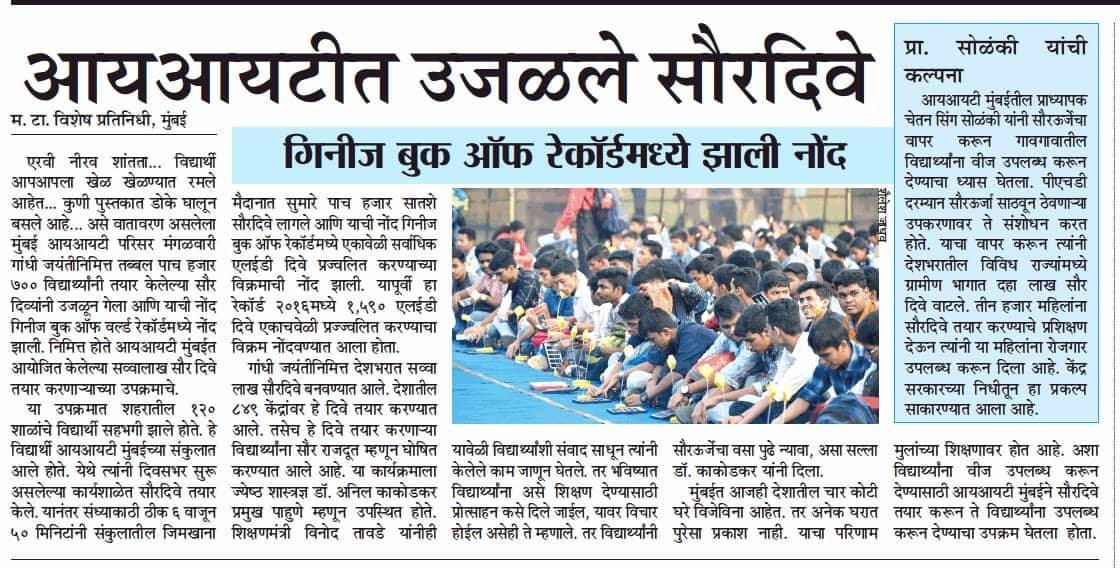 आयआयटीत उजळले सौरदिवे
म. टा. विशेष प्रतिनिधी, मुंबई
गिनीज बुक ऑफ रेकॉर्डमध्ये झाली नोंद
एरवी नीरव शांतता... विद्यार्थी
आपआपला खेळ खेळण्यात रमले
आहेत... कुणी पुस्तकात डोके घालून
बसले आहे... असे वातावरण असलेला
मुंबई आयआयटी परिसर मंगळवारी
गांधी जयंतीनिमित्त तब्बल पाच हजार
७०० विद्यार्थ्यांनी तयार केलेल्या सौर
दिव्यांनी उजळून गेला आणि याची नोंद
गिनीज बुक ऑफ वर्ल्ड रेकॉर्डमध्ये नोंद
झाली. निमित्त होते आयआयटी मुंबईत
आयोजित केलेल्या सव्वालाख सौर दिवे
तयार करणाऱ्याच्या उपक्रमाचे.
या उपक्रमात शहरातील १२०
शाळांचे विद्यार्थी सहभगी झाले होते. हे
विद्यार्थी आयआयटी मुंबईच्या संकुलात
आले होते. येथे त्यांनी दिवसभर सुरू
असलेल्या कार्यशाळेत सौरदिवे तयार
केले. यानंतर संध्याकाठी ठीक ६ वाजून
५० मिनिटांनी संकुलातील जिमखाना
मैदानात सुमारे पाच हजार सातशे
सौरदिवे लागले आणि याची नोंद गिनीज
बुक ऑफ रेकॉर्डमध्ये एकावेळी सर्वाधिक
एलईडी दिवे प्रज्वलित करण्याच्या
विक्रमाची नोंद झाली. यापूर्वी हा
रेकॉर्ड २०१६मध्ये १,५९० एलईडी
दिवे एकाचवेळी प्रज्ज्वलित करण्याचा
विक्रम नोंदवण्यात आला होता.
गांधी जयंतीनिमित्त देशभरात सव्वा
लाख सौरदिवे बनवण्यात आले. देशातील
८४९ केंद्रांवर हे दिवे तयार करण्यात
आले. तसेच हे दिवे तयार करणाऱ्या
विद्यार्थ्यांना सौर राजदूत म्हणून घोषित
करण्यात आले आहे. या कार्यक्रमाला
ज्येष्ठ शास्त्रज्ञ डॉ. अनिल काकोडकर
प्रमुख पाहुणे म्हणून उपस्थित होते.
शिक्षणमंत्री विनोद तावडे यांनीही
यावेळी विद्यार्थ्यांशी संवाद साधून त्यांनी
केलेले काम जाणून घेतले. तर भविष्यात
विद्यार्थ्यांना असे शिक्षण देण्यासाठी
प्रोत्साहन कसे दिले जाईल, यावर विचार
होईल असेही ते म्हणाले. तर विद्यार्थ्यांनी
सौरऊर्जेचा वसा पुढे न्यावा, असा सल्ला
डॉ. काकोडकर यांनी दिला.
मुंबईत आजही देशातील चार कोटी
घरे विजेविना आहेत. तर अनेक घरात
पुरेसा प्रकाश नाही. याचा परिणाम
मुलांच्या शिक्षणावर होत आहे. अशा
विद्यार्थ्यांना वीज उपलब्ध करून
देण्यासाठी आयआयटी मुंबईने सौरदिवे
तयार करून ते विद्यार्थ्यांना उपलब्ध
करून देण्याचा उपक्रम घेतला होता.
प्रा. सोळंकी यांची
कल्पना
आयआयटी मुंबईतील प्राध्यापक
चेतन सिंग सोळंकी यांनी सौरऊर्जेचा
वापर करून गावगावातील
विद्यार्थ्यांना वीज उपलब्ध करून
देण्याचा ध्यास घेतला. पीएचडी
दरम्यान सौरऊर्जा साठवून ठेवणाऱ्या
उपकरणावर ते संशोधन करत
होते. याचा वापर करून त्यांनी
देशभरातील विविध राज्यांमध्ये
ग्रामीण भागात दहा लाख सौर
दिवे वाटले. तीन हजार महिलांना
सौरदिवे तयार करण्याचे प्रशिक्षण
देऊन त्यांनी या महिलांना रोजगार
उपलब्ध करून दिला आहे. केंद्र
सरकारच्या निधीतून हा प्रकल्प
साकारण्यात आला आहे.